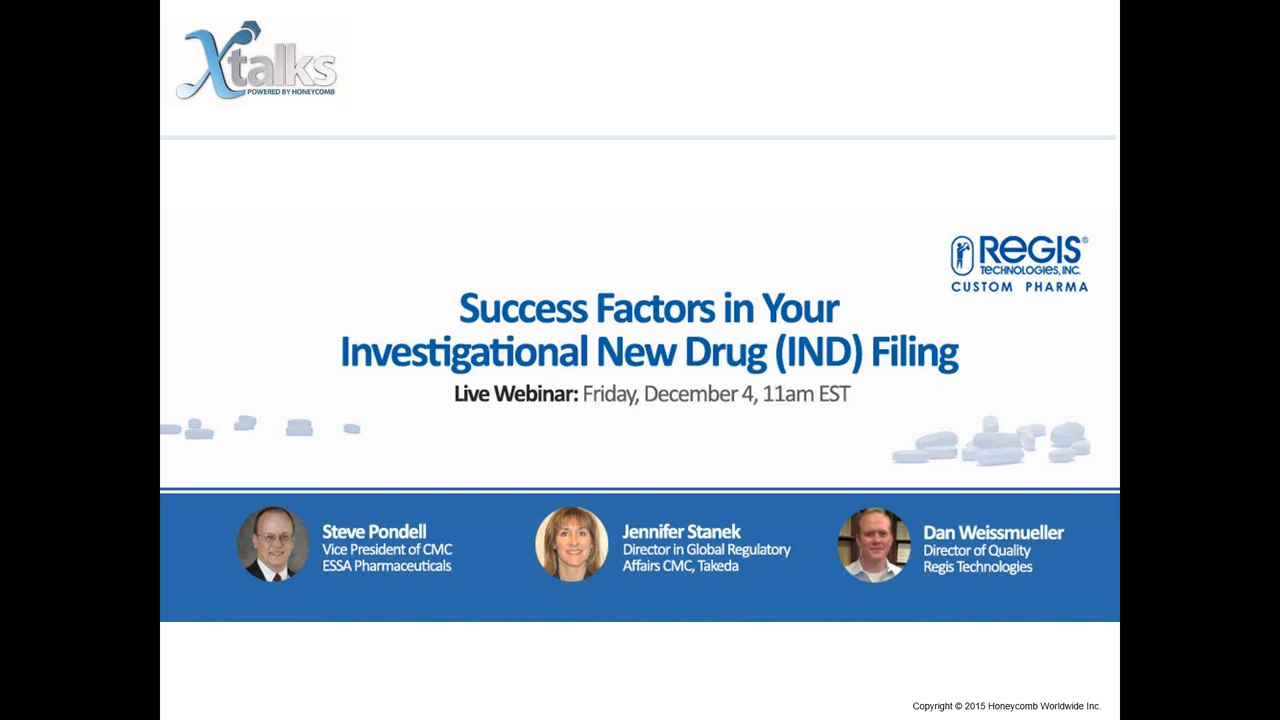 Xtalks
POWERED BY HONEYCOMB
REGIS®
TECHNOLOGIES, INC.
CUSTOM PHARMA
Success Factors in Your
Investigational New Drug (IND) Filing
Live Webinar: Friday, December 4, 11am EST
Steve Pondell
Vice President of CMC
ESSA Pharmaceuticals
Jennifer Stanek
Director in Global Regulatory
Affairs CMC, Takeda
Dan Weissmueller
Director of Quality
Regis Technologies
Copyright © 2015 Honeycomb Worldwide Inc.